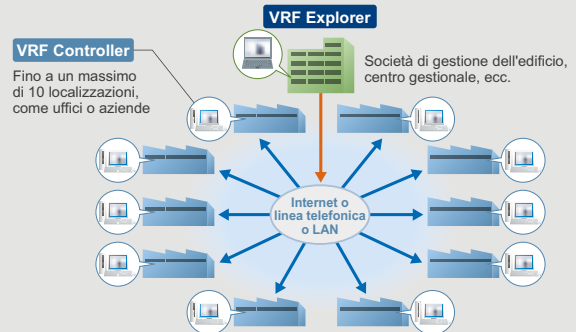 VRF Explorer
VRF Controller
Fino a un massimo
di 10 localizzazioni,
come uffici o aziende
Società di gestione dell'edificio,
centro gestionale, ecc.
Internet o
linea telefonica
o LAN